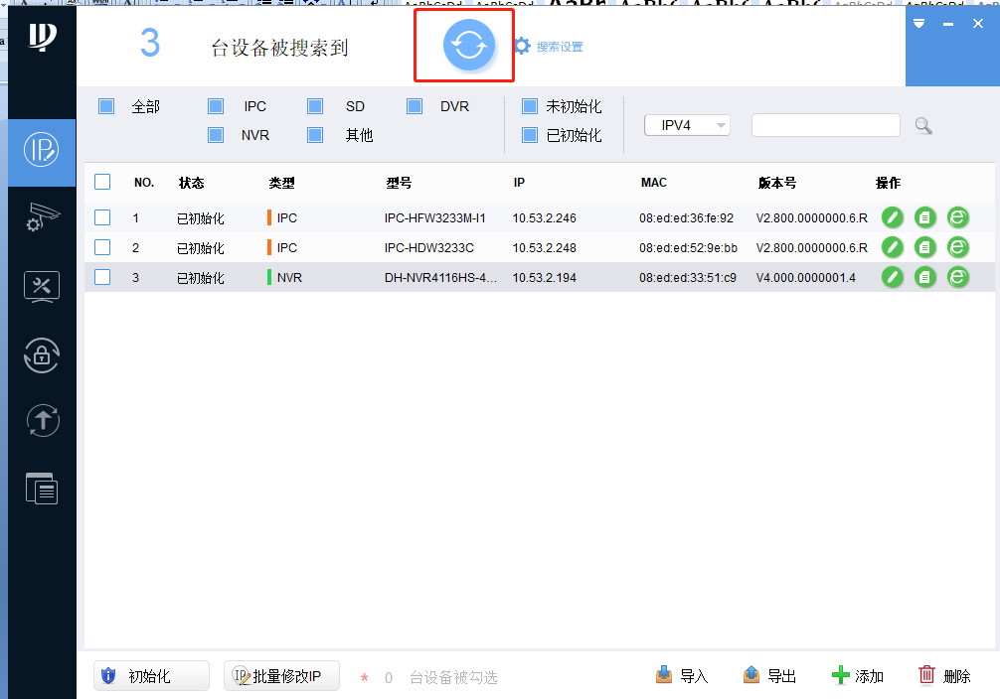 3 台设备被搜索到 搜索设置
全部 IPC SD DVR 未初始化
NVR 其他 已初始化 IPV4
NO. 状态 类型 型号 IP MAC 版本号 操作
1 已初始化 IPC IPC-HFW3233M-I1 10.53.2.246 08:ed:ed:36:fe:92 V2.800.0000000.6.R
2 已初始化 IPC IPC-HDW3233C 10.53.2.248 08:ed:ed:52:9e:bb V2.800.0000000.6.R
3 已初始化 NVR DH-NVR4116HS-4... 10.53.2.194 08:ed:ed:33:51:c9 V4.000.0000001.4
初始化 IP 批量修改IP * 0 台设备被勾选 导入 导出 添加 删除